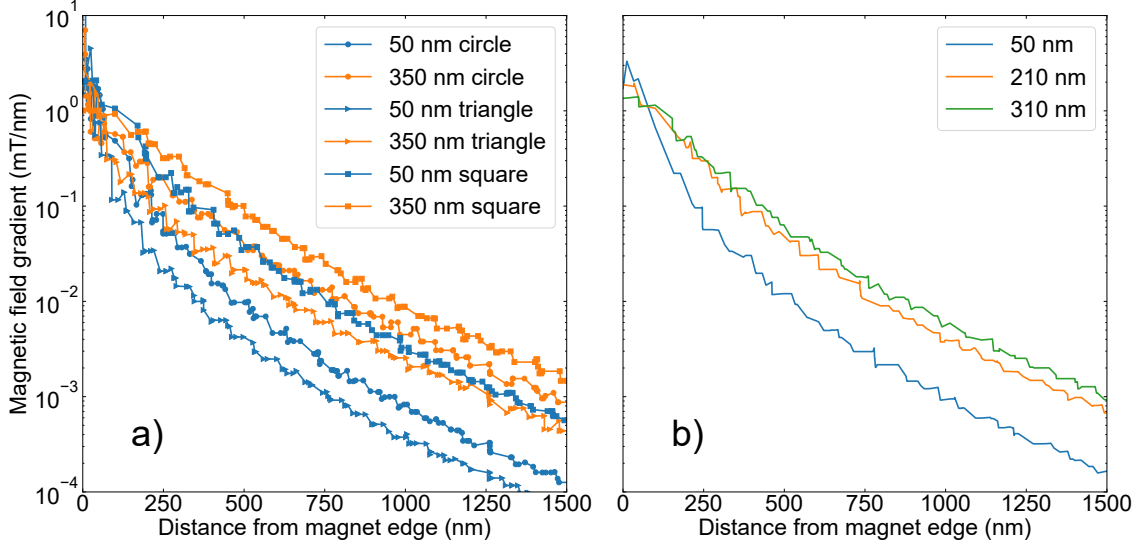 Magnetic field gradient (mT/nm)
10^1
10^0
10^-1
10^-2
10^-3
10^-4
50 nm circle
350 nm circle
50 nm triangle
350 nm triangle
50 nm square
350 nm square
a)
0 250 500 750 1000 1250 1500
Distance from magnet edge (nm)
50 nm
210 nm
310 nm
b)
0 250 500 750 1000 1250 1500
Distance from magnet edge (nm)